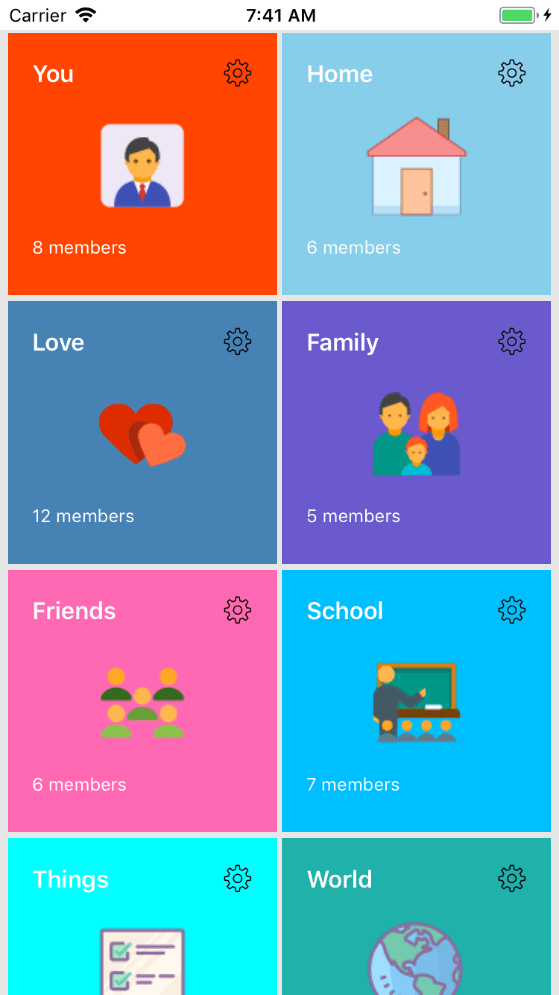 Carrier 7:41 AM
You
8 members
Home
6 members
Love
12 members
Family
5 members
Friends
6 members
School
7 members
Things
World